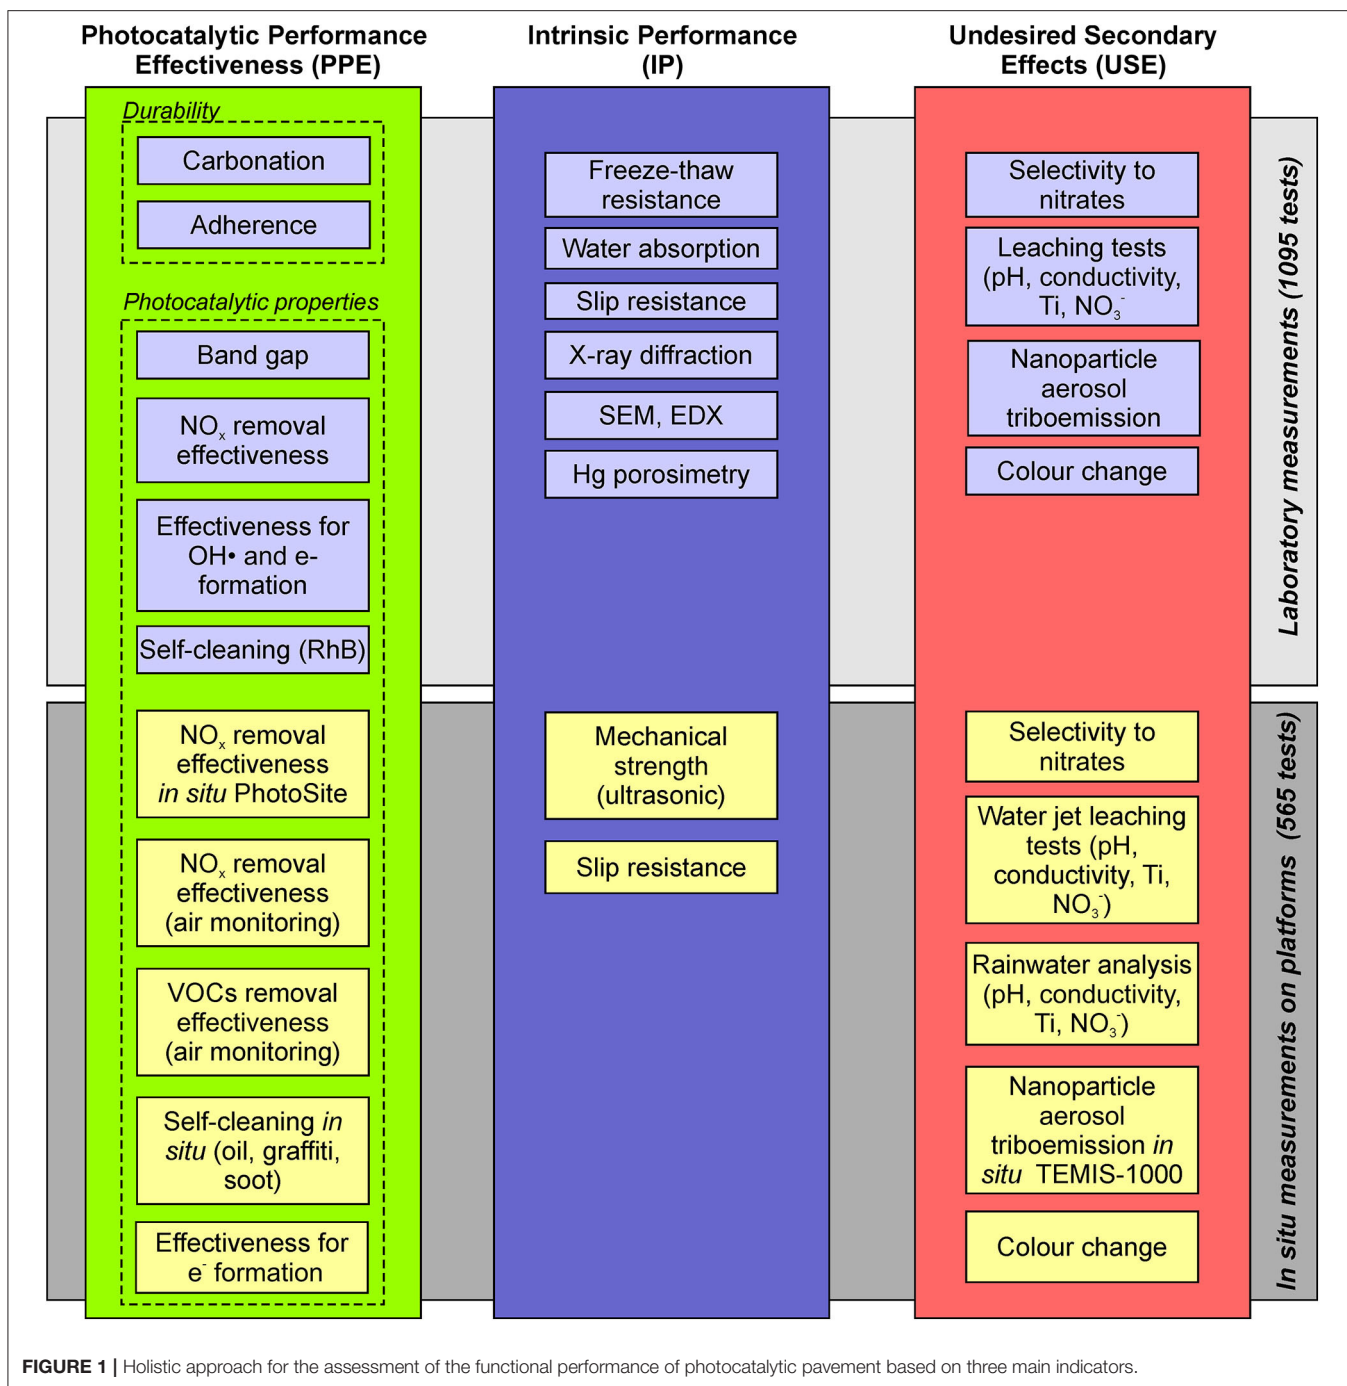 Photocatalytic Performance
Effectiveness (PPE)
Durability
Carbonation
Adherence
Photocatalytic properties
Band gap
NOₓ removal
effectiveness
Effectiveness for
OH• and e-
formation
Self-cleaning (RhB)
NOₓ removal
effectiveness
in situ PhotoSite
NOₓ removal
effectiveness
(air monitoring)
VOCs removal
effectiveness
(air monitoring)
Self-cleaning in
situ (oil, graffiti,
soot)
Effectiveness for
e⁻ formation
Intrinsic Performance
(IP)
Freeze-thaw
resistance
Water absorption
Slip resistance
X-ray diffraction
SEM, EDX
Hg porosimetry
Mechanical
strength
(ultrasonic)
Slip resistance
Undesired Secondary
Effects (USE)
Selectivity to
nitrates
Leaching tests
(pH, conductivity,
Ti, NO₃⁻
Nanoparticle
aerosol
triboemission
Colour change
Selectivity to
nitrates
Water jet leaching
tests (pH,
conductivity, Ti,
NO₃⁻)
Rainwater analysis
(pH, conductivity,
Ti, NO₃⁻)
Nanoparticle
aerosol
triboemission in
situ TEMIS-1000
Colour change
Laboratory measurements (1095 tests)
In situ measurements on platforms (565 tests)
FIGURE 1 | Holistic approach for the assessment of the functional performance of photocatalytic pavement based on three main indicators.